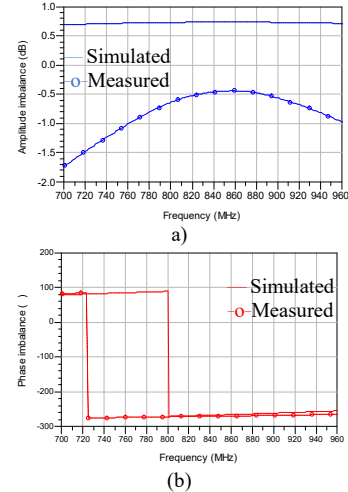 1.0
0.5
0.0
-0.5
-1.0
-1.5
-2.0
Amplitude imbalance (dB)
Simulated
Measured
700 720 740 760 780 800 820 840 860 880 900 920 940 960
Frequency (MHz)
a)
200
100
0
-100
-200
-300
Phase imbalance ( )
Simulated
Measured
700 720 740 760 780 800 820 840 860 880 900 920 940 960
Frequency (MHz)
(b)